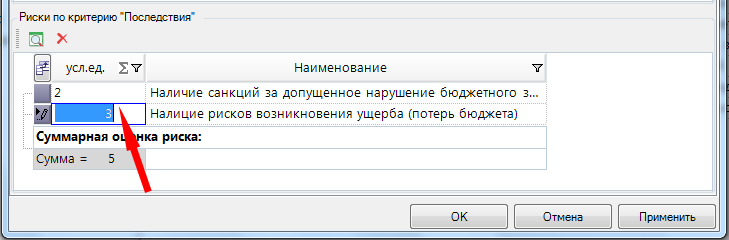 Риски по критерию "Последствия"
усл.ед. Σ Наименование
2 Наличие санкций за допущенное нарушение бюджетного з...
3 Налицие рисков возникновения ущерба (потерь бюджета)
Суммарная оценка риска:
Сумма = 5
OK Отмена Применить